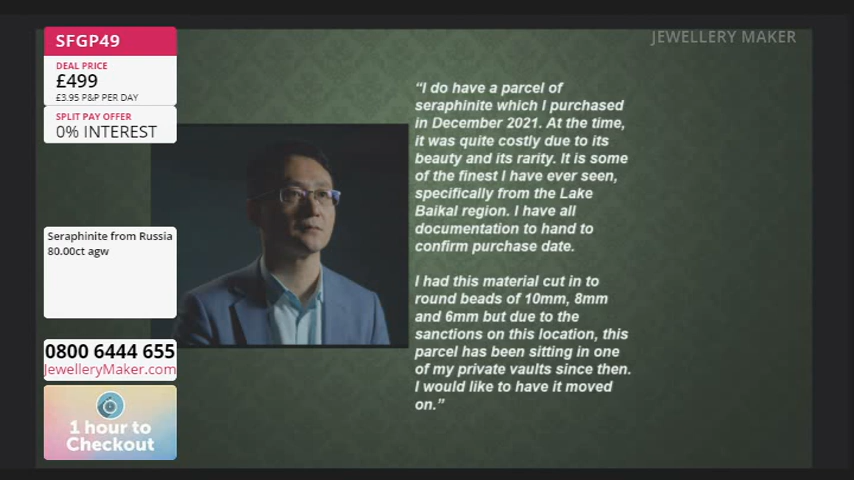 SFGP49
DEAL PRICE
£499
£3.95 P&P PER DAY
SPLIT PAY OFFER
0% INTEREST
Seraphinite from Russia
80.00ct agw
0800 6444 655
JewelleryMaker.com
1 hour to
Checkout
JEWELLERY MAKER
“I do have a parcel of
seraphinite which I purchased
in December 2021. At the time,
it was quite costly due to its
beauty and its rarity. It is some
of the finest I have ever seen,
specifically from the Lake
Baikal region. I have all
documentation to hand to
confirm purchase date.
I had this material cut in to
round beads of 10mm, 8mm
and 6mm but due to the
sanctions on this location, this
parcel has been sitting in one
of my private vaults since then.
I would like to have it moved
on.”